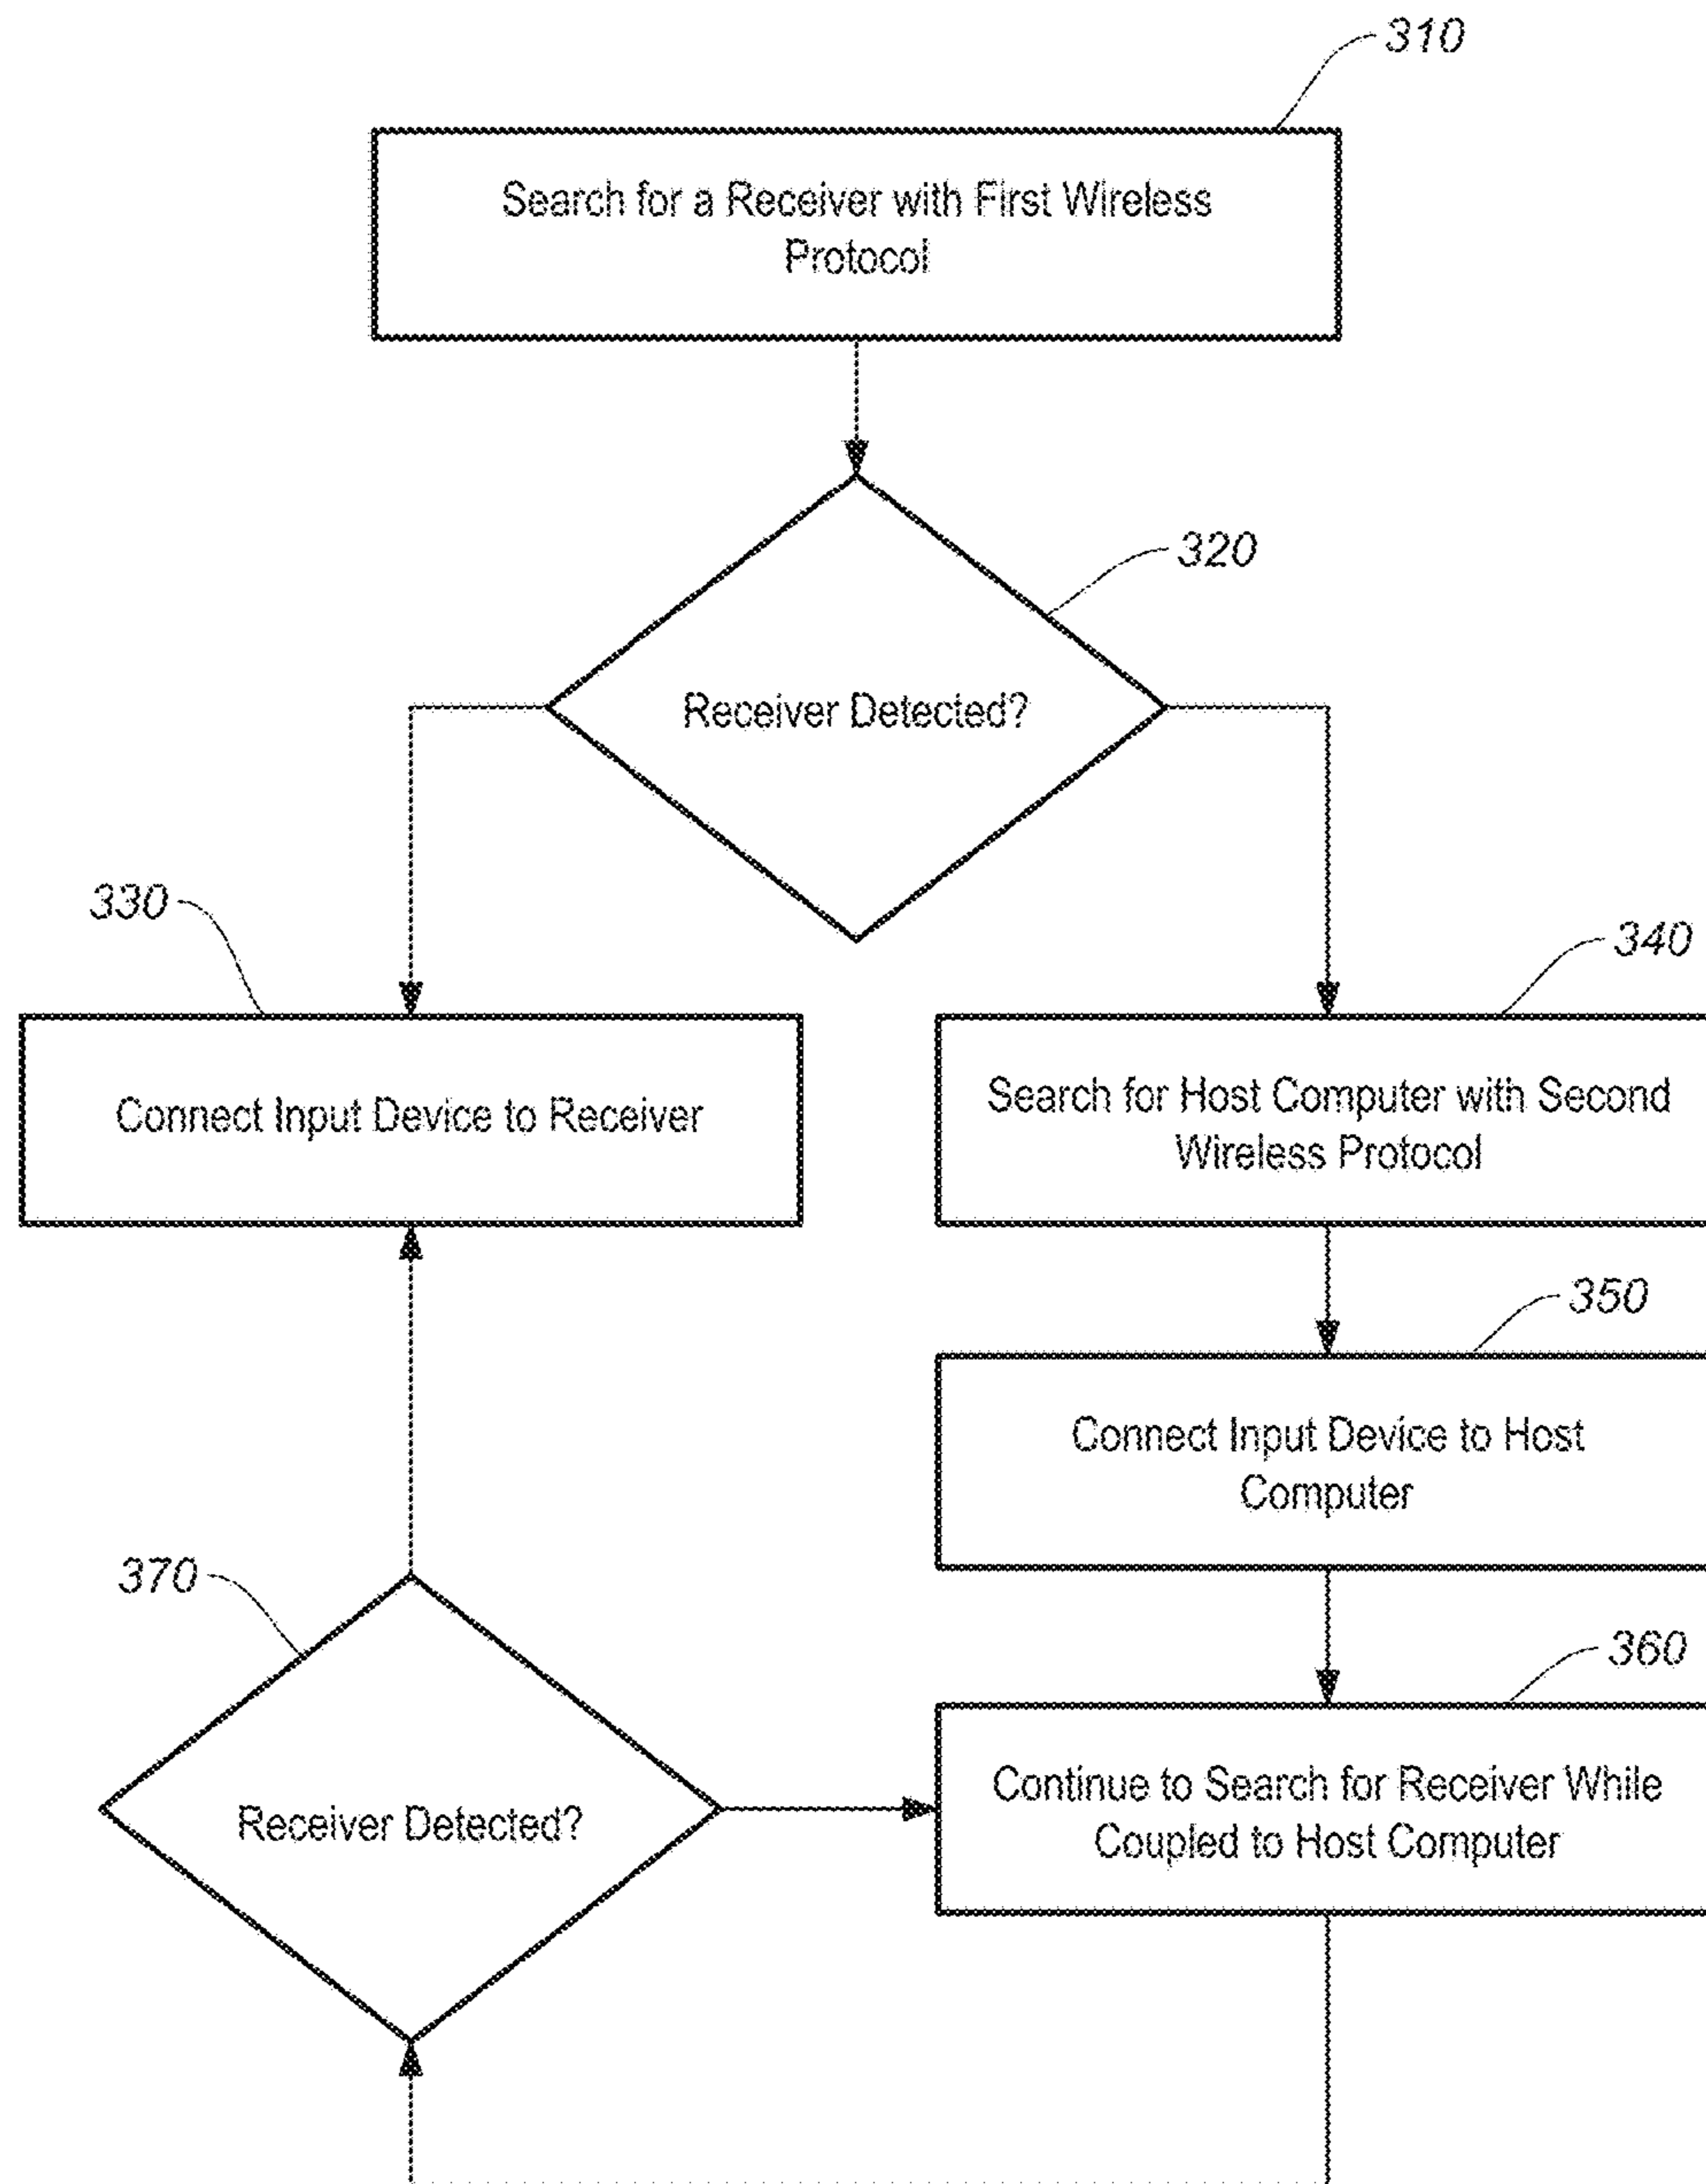 310
Search for a Receiver with First Wireless
Protocol
320
Receiver Detected?
330
340
Connect Input Device to Receiver
Search for Host Computer with Second
Wireless Protocol
350
Connect Input Device to Host
Computer
370
360
Receiver Detected?
Continue to Search for Receiver While
Coupled to Host Computer